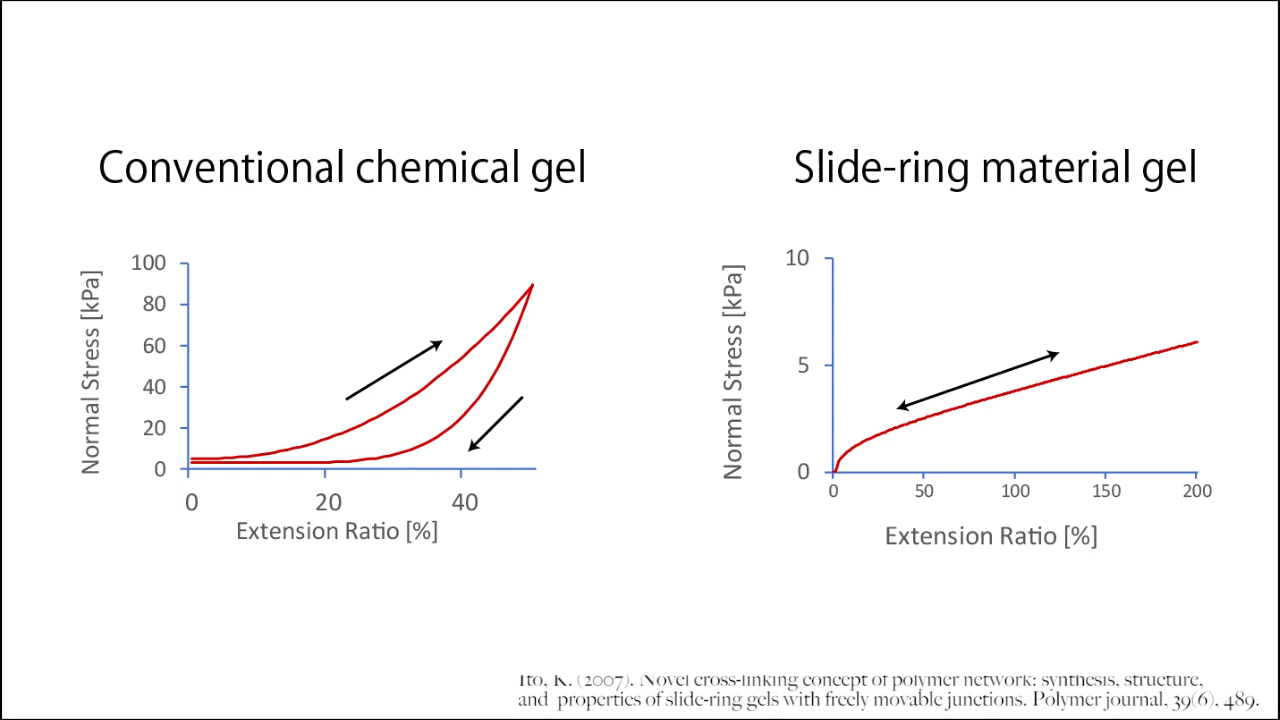 Conventional chemical gel
Normal Stress [kPa]
100
80
60
40
20
0
0 20 40
Extension Ratio [%]
Slide-ring material gel
Normal Stress [kPa]
10
5
0
0 50 100 150 200
Extension Ratio [%]
Ito, K. (2007). Novel cross-linking concept of polymer network: synthesis, structure,
and properties of slide-ring gels with freely movable junctions. Polymer journal, 39(6), 489.